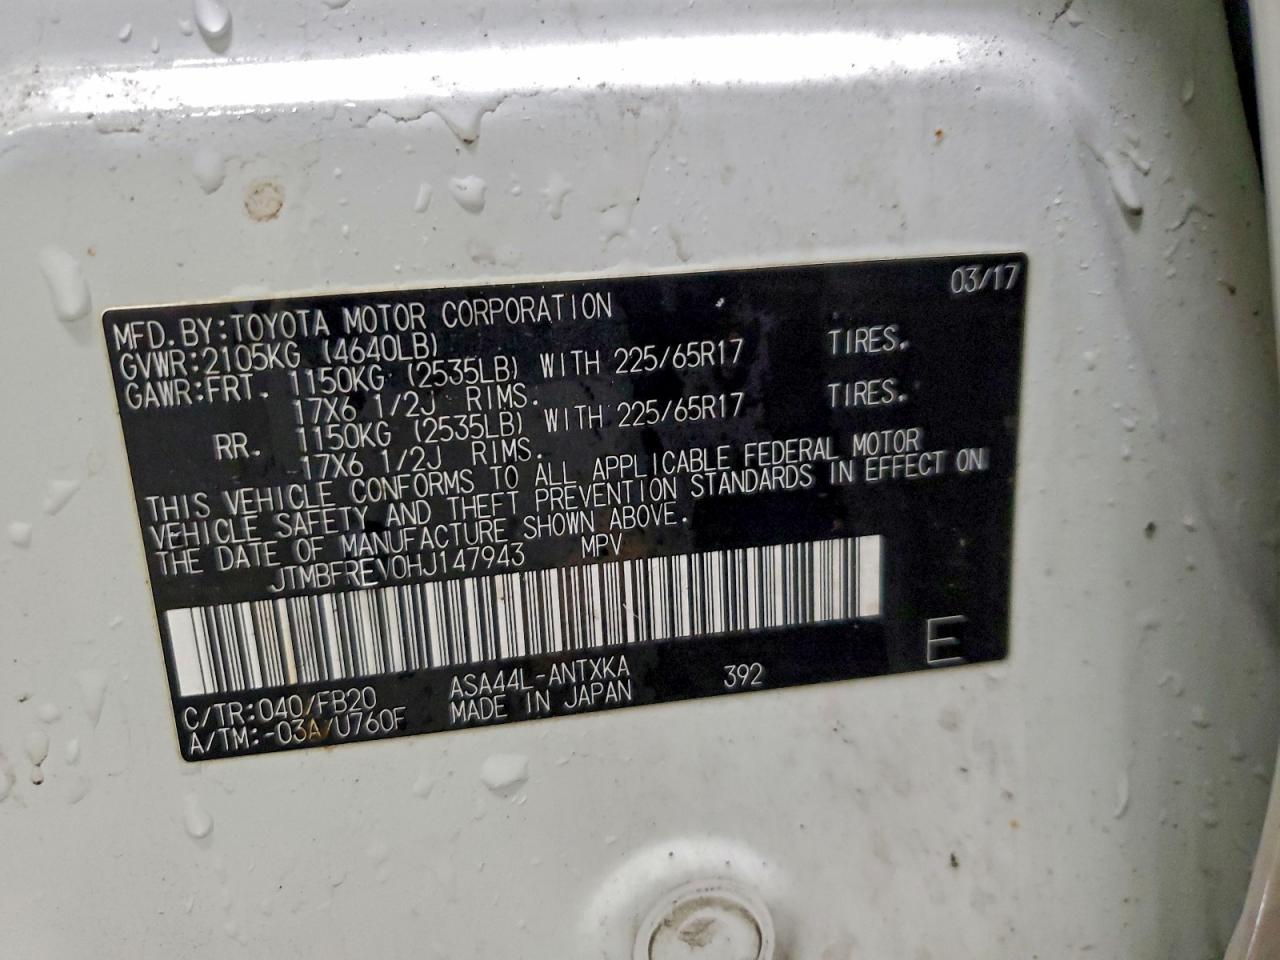 03/17
MFD.BY:TOYOTA MOTOR CORPORATION
GVWR:2105KG (4640LB)
GAWR:FRT. 1150KG (2535LB) WITH 225/65R17 TIRES.
17X6 1/2J RIMS.
RR. 1150KG (2535LB) WITH 225/65R17 TIRES.
17X6 1/2J RIMS.
THIS VEHICLE CONFORMS TO ALL APPLICABLE FEDERAL MOTOR
VEHICLE SAFETY AND THEFT PREVENTION STANDARDS IN EFFECT ON
THE DATE OF MANUFACTURE SHOWN ABOVE.
JTMBFREV0HJ147943 MPV
C/TR:040/FB20 ASA44L-ANTXKA 392 E
A/TM:-03A/U760F MADE IN JAPAN